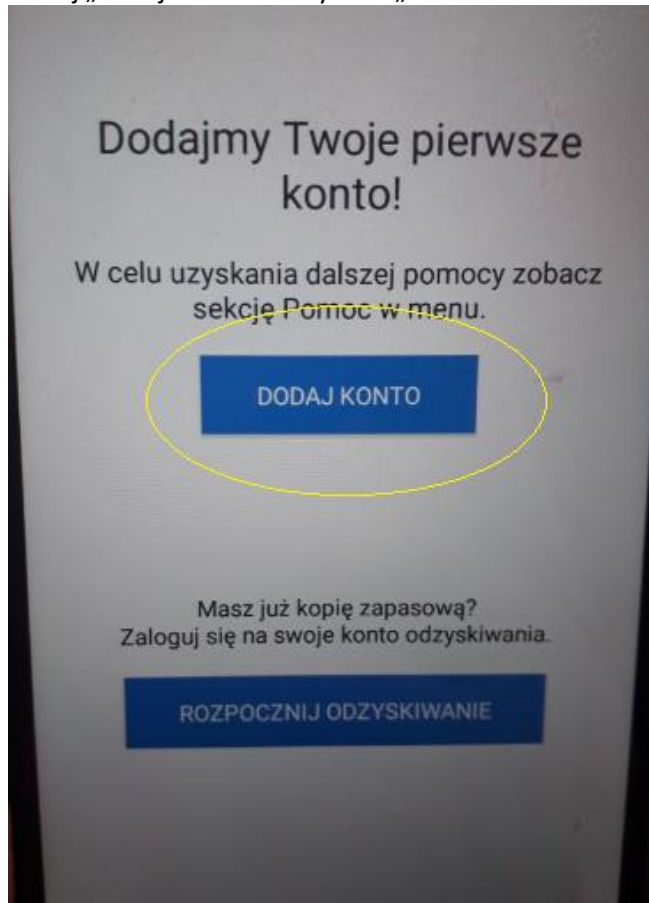 Dodajmy Twoje pierwsze
konto!
W celu uzyskania dalszej pomocy zobacz
sekcję Pomoc w menu.
DODAJ KONTO
Masz już kopię zapasową?
Zaloguj się na swoje konto odzyskiwania.
ROZPOCZNIJ ODZYSKIWANIE